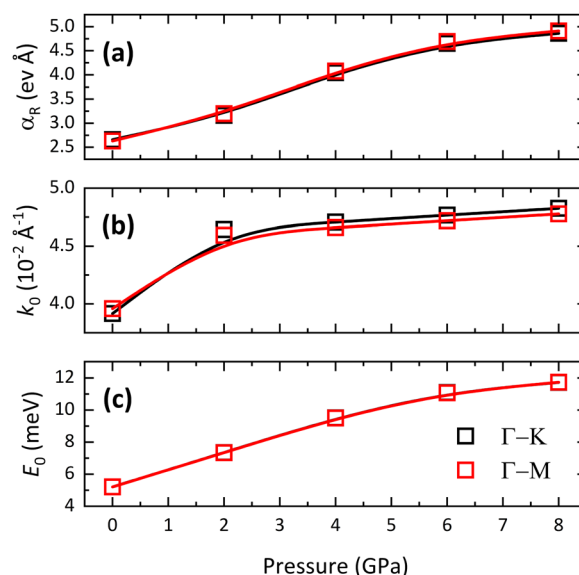 5.0
4.5
4.0
3.5
3.0
2.5
αR (ev Å)
(a)
5.0
4.5
4.0
k0 (10-2 Å-1)
(b)
12
10
8
6
4
E0 (meV)
(c)
Γ–K
Γ–M
0 1 2 3 4 5 6 7 8
Pressure (GPa)